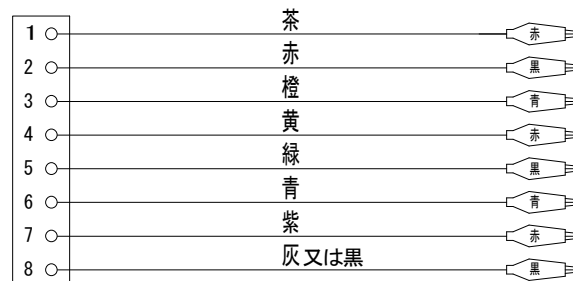 1 茶 赤
2 赤 黒
3 橙 青
4 黄 赤
5 緑 黒
6 青 青
7 紫 赤
8 灰又は黒 黒